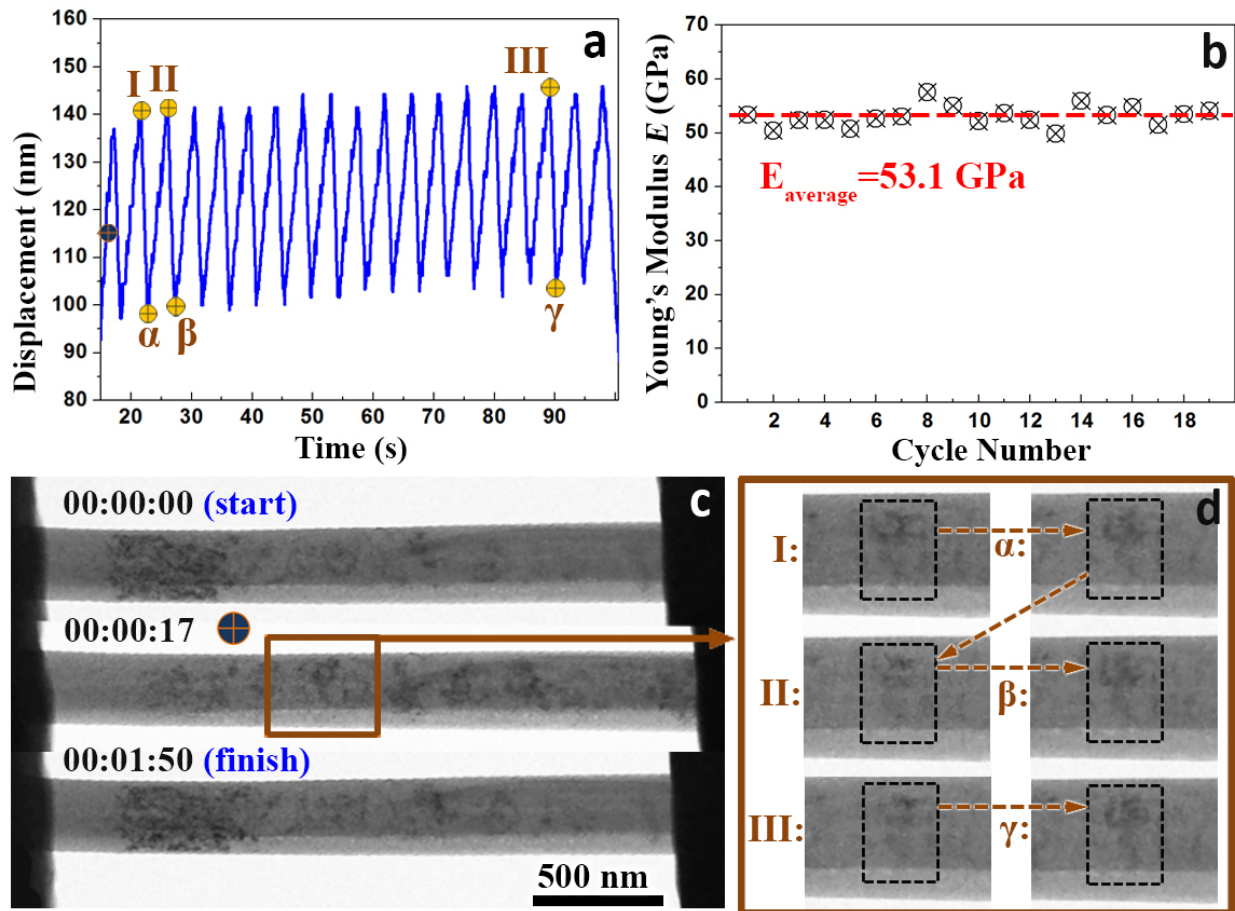 a
160
150
140
130
120
110
100
90
80
I II III
α β γ
20 30 40 50 60 70 80 90
Displacement (nm)
Time (s)
b
70
60
50
40
30
20
10
0
E average=53.1 GPa
2 4 6 8 10 12 14 16 18
Young's Modulus E (GPa)
Cycle Number
c
00:00:00 (start)
00:00:17
00:01:50 (finish)
500 nm
d
I: α:
II: β:
III: γ: